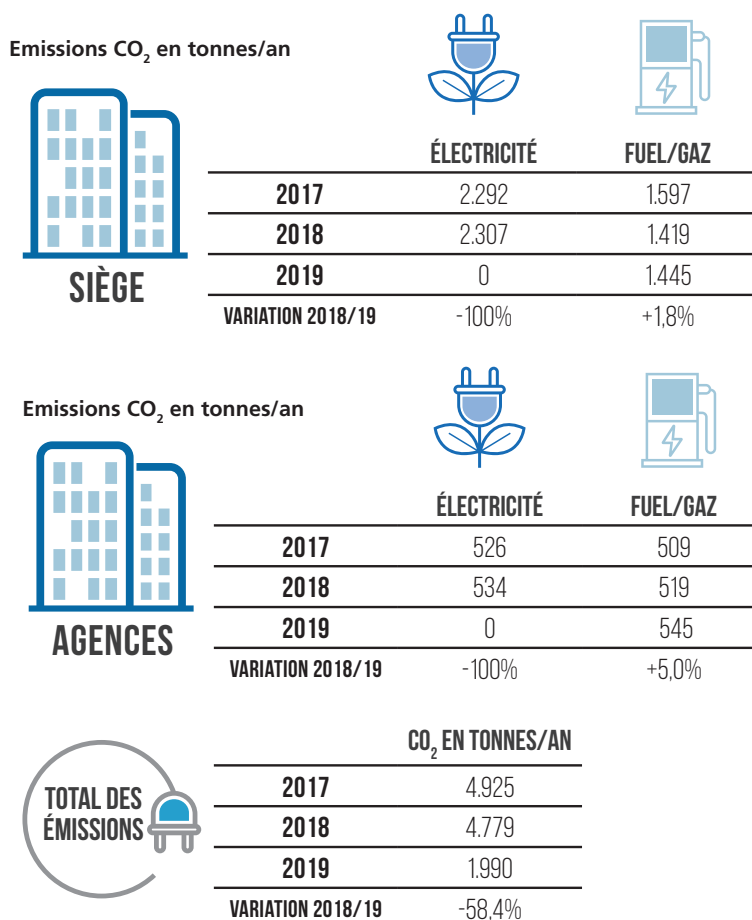 Emissions CO₂ en tonnes/an
ÉLECTRICITÉ FUEL/GAZ
2017 2.292 1.597
2018 2.307 1.419
2019 0 1.445
VARIATION 2018/19 -100% +1,8%
SIÈGE
Emissions CO₂ en tonnes/an
ÉLECTRICITÉ FUEL/GAZ
2017 526 509
2018 534 519
2019 0 545
VARIATION 2018/19 -100% +5,0%
AGENCES
CO₂ EN TONNES/AN
TOTAL DES
ÉMISSIONS
2017 4.925
2018 4.779
2019 1.990
VARIATION 2018/19 -58,4%